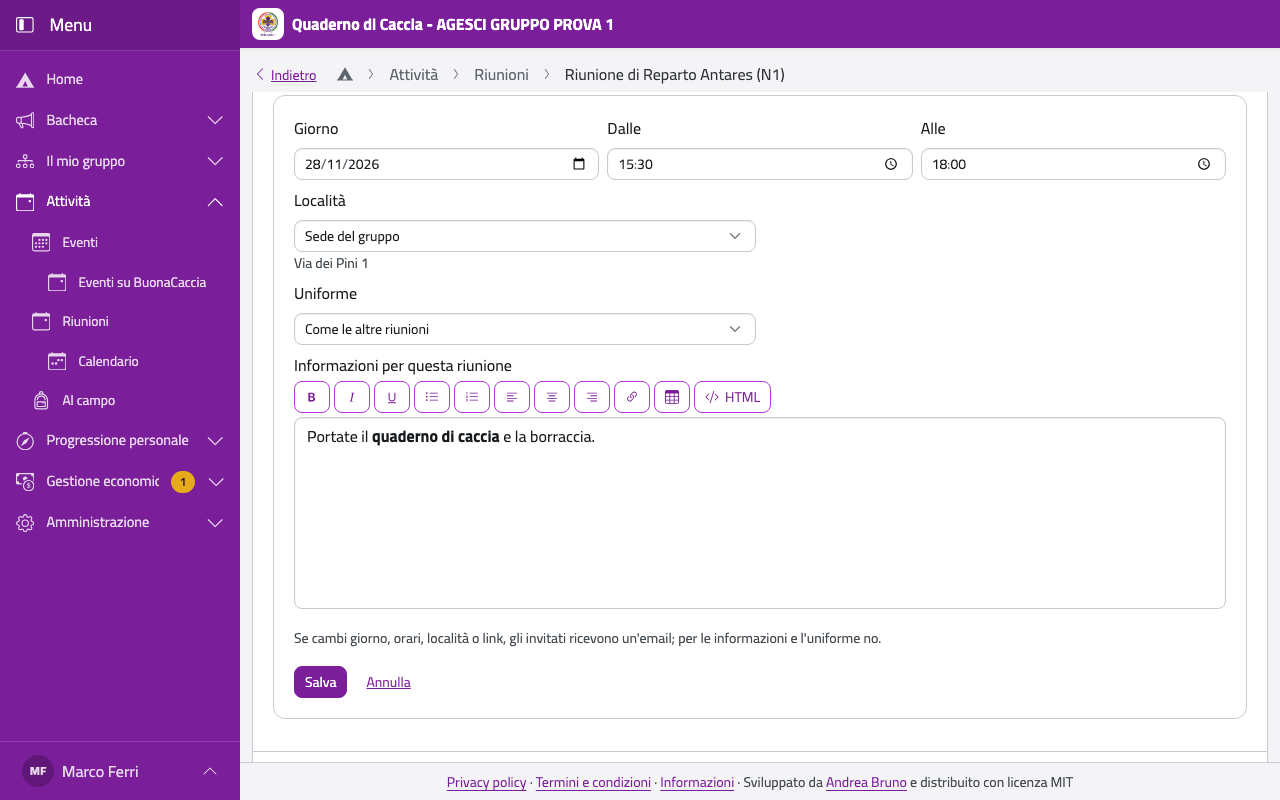 Menu
Quaderno di Caccia - AGESCI GRUPPO PROVA 1
Indietro
Attività
Riunioni
Riunione di Reparto Antares (N1)
Home
Bacheca
Il mio gruppo
Attività
Eventi
Eventi su BuonaCaccia
Riunioni
Calendario
Al campo
Progressione personale
Gestione economic
1
Amministrazione
MF
Marco Ferri
Giorno
Dalle
Alle
28/11/2026
15:30
18:00
Località
Sede del gruppo
Via dei Pini 1
Uniforme
Come le altre riunioni
Informazioni per questa riunione
B
I
U
HTML
Portate il quaderno di caccia e la borraccia.
Se cambi giorno, orari, località o link, gli invitati ricevono un'email; per le informazioni e l'uniforme no.
Salva
Annulla
Privacy policy · Termini e condizioni · Informazioni · Sviluppato da Andrea Bruno e distribuito con licenza MIT